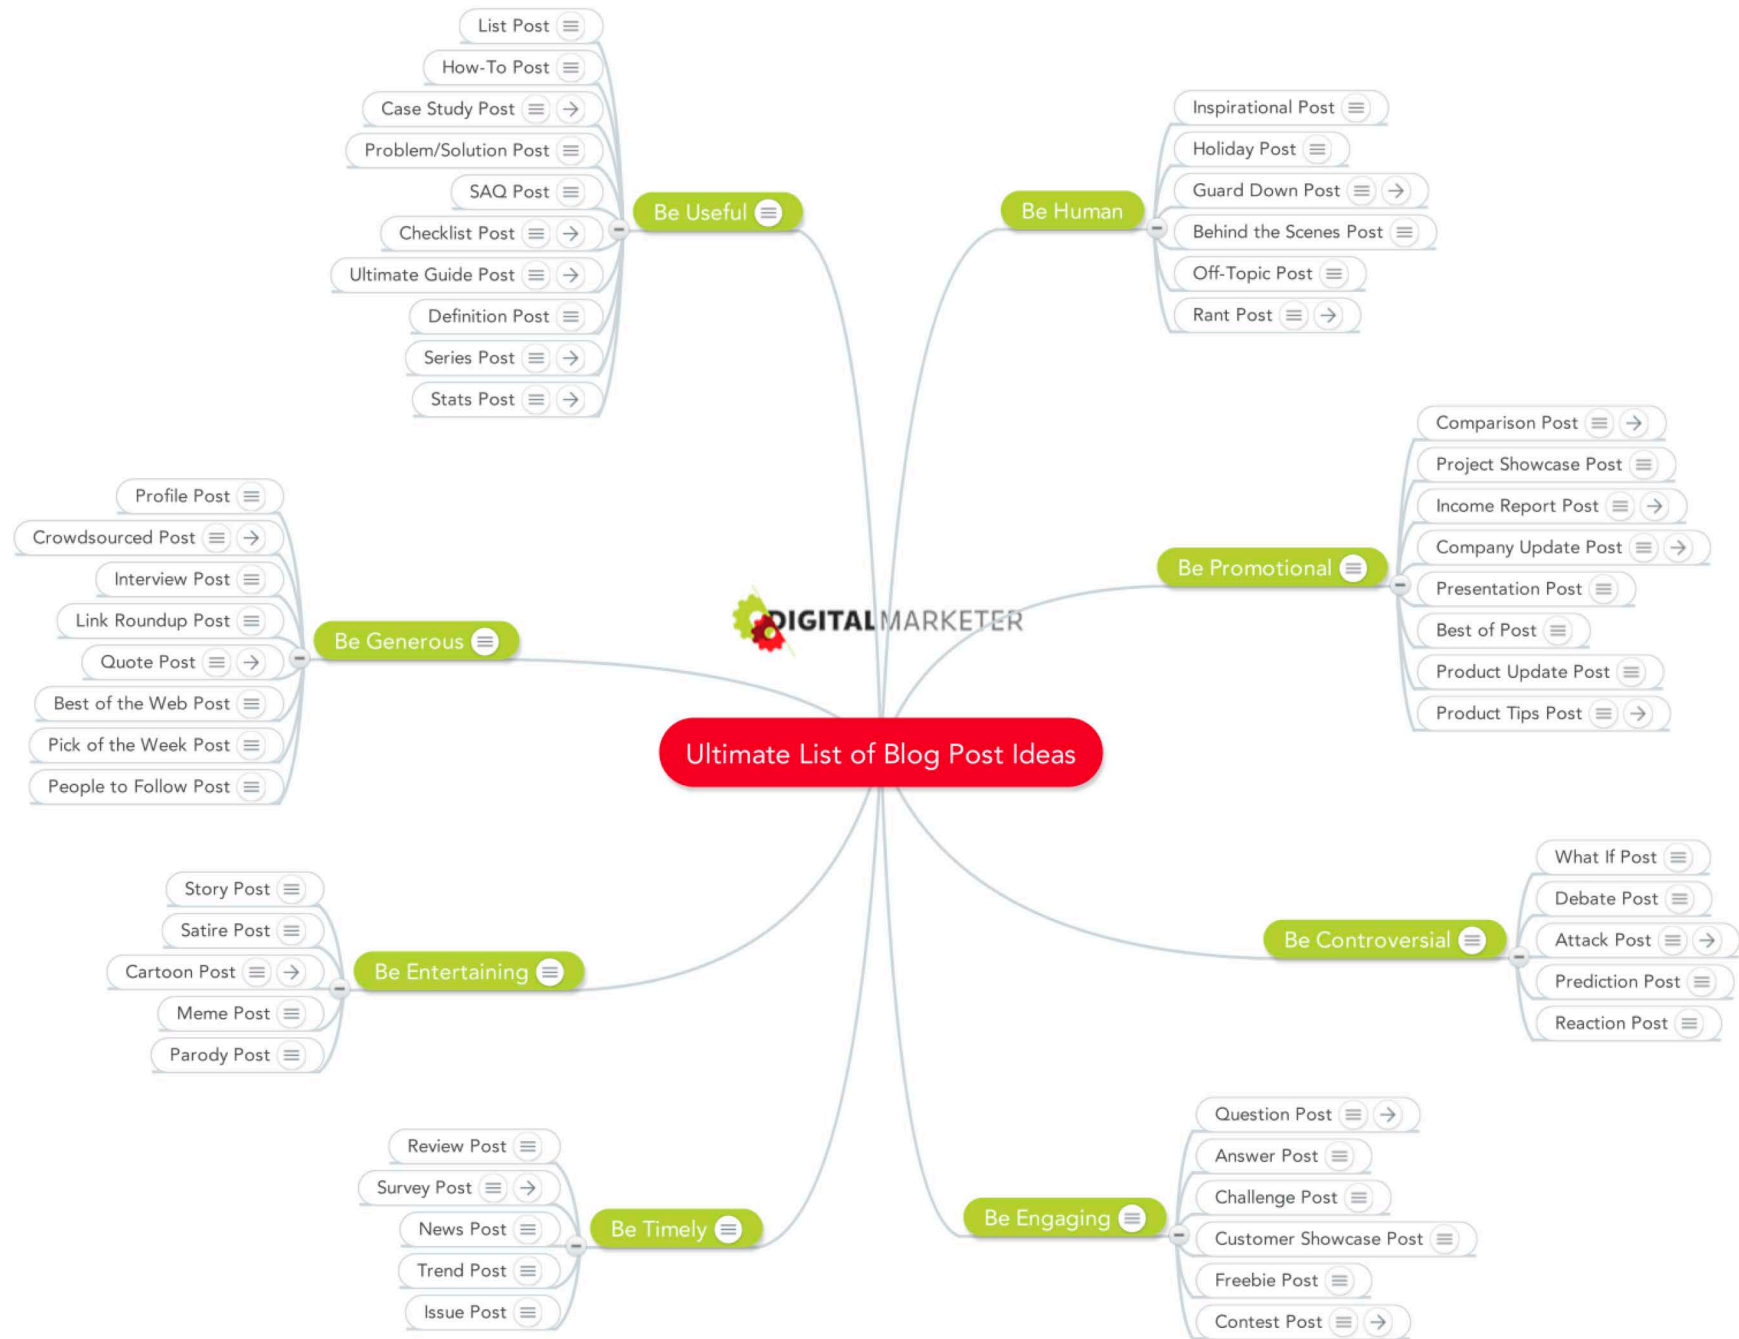 List Post
How-To Post
Case Study Post
Problem/Solution Post
SAQ Post
Checklist Post
Ultimate Guide Post
Definition Post
Series Post
Stats Post
Be Useful
Profile Post
Crowdsourced Post
Interview Post
Link Roundup Post
Quote Post
Best of the Web Post
Pick of the Week Post
People to Follow Post
Be Generous
Story Post
Satire Post
Cartoon Post
Meme Post
Parody Post
Be Entertaining
Review Post
Survey Post
News Post
Trend Post
Issue Post
Be Timely
DIGITALMARKETER
Ultimate List of Blog Post Ideas
Be Human
Inspirational Post
Holiday Post
Guard Down Post
Behind the Scenes Post
Off-Topic Post
Rant Post
Be Promotional
Comparison Post
Project Showcase Post
Income Report Post
Company Update Post
Presentation Post
Best of Post
Product Update Post
Product Tips Post
Be Controversial
What If Post
Debate Post
Attack Post
Prediction Post
Reaction Post
Be Engaging
Question Post
Answer Post
Challenge Post
Customer Showcase Post
Freebie Post
Contest Post